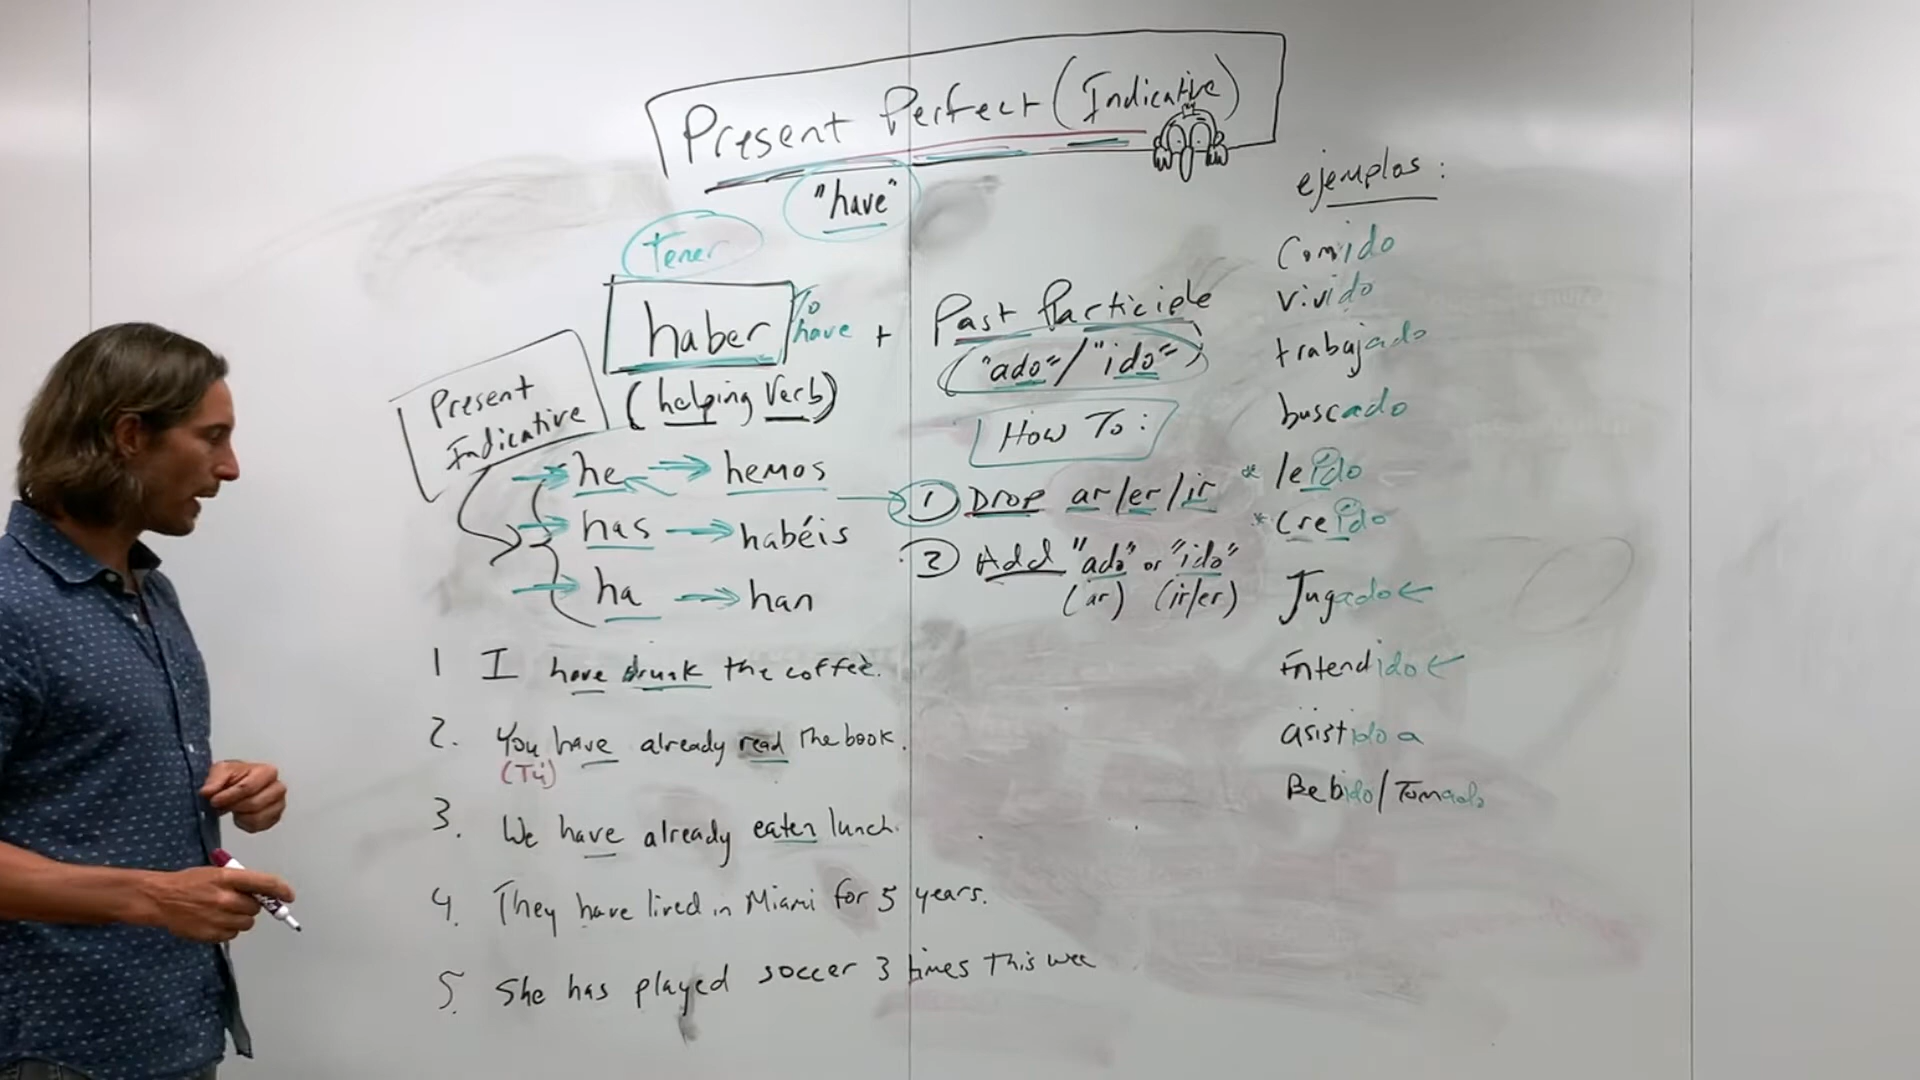 Present Perfect (Indicative)
"have"
Tener
haber To have + Past Participle
(helping Verb) ("ado"/"ido")
Present Indicative
How To:
he hemos
has habéis
ha han
1 Drop ar/er/ir
2 Add "ado" or "ido"
(ar) (ir/er)
1 I have drunk the coffee.
2. You have already read the book.
(Tú)
3. We have already eaten lunch.
4. They have lived in Miami for 5 years.
5. She has played soccer 3 times this wee
ejemplos:
Comido
vivido
trabajado
buscado
* leído
* creído
Jugado
Entendido
asistido a
Bebido/Tomado